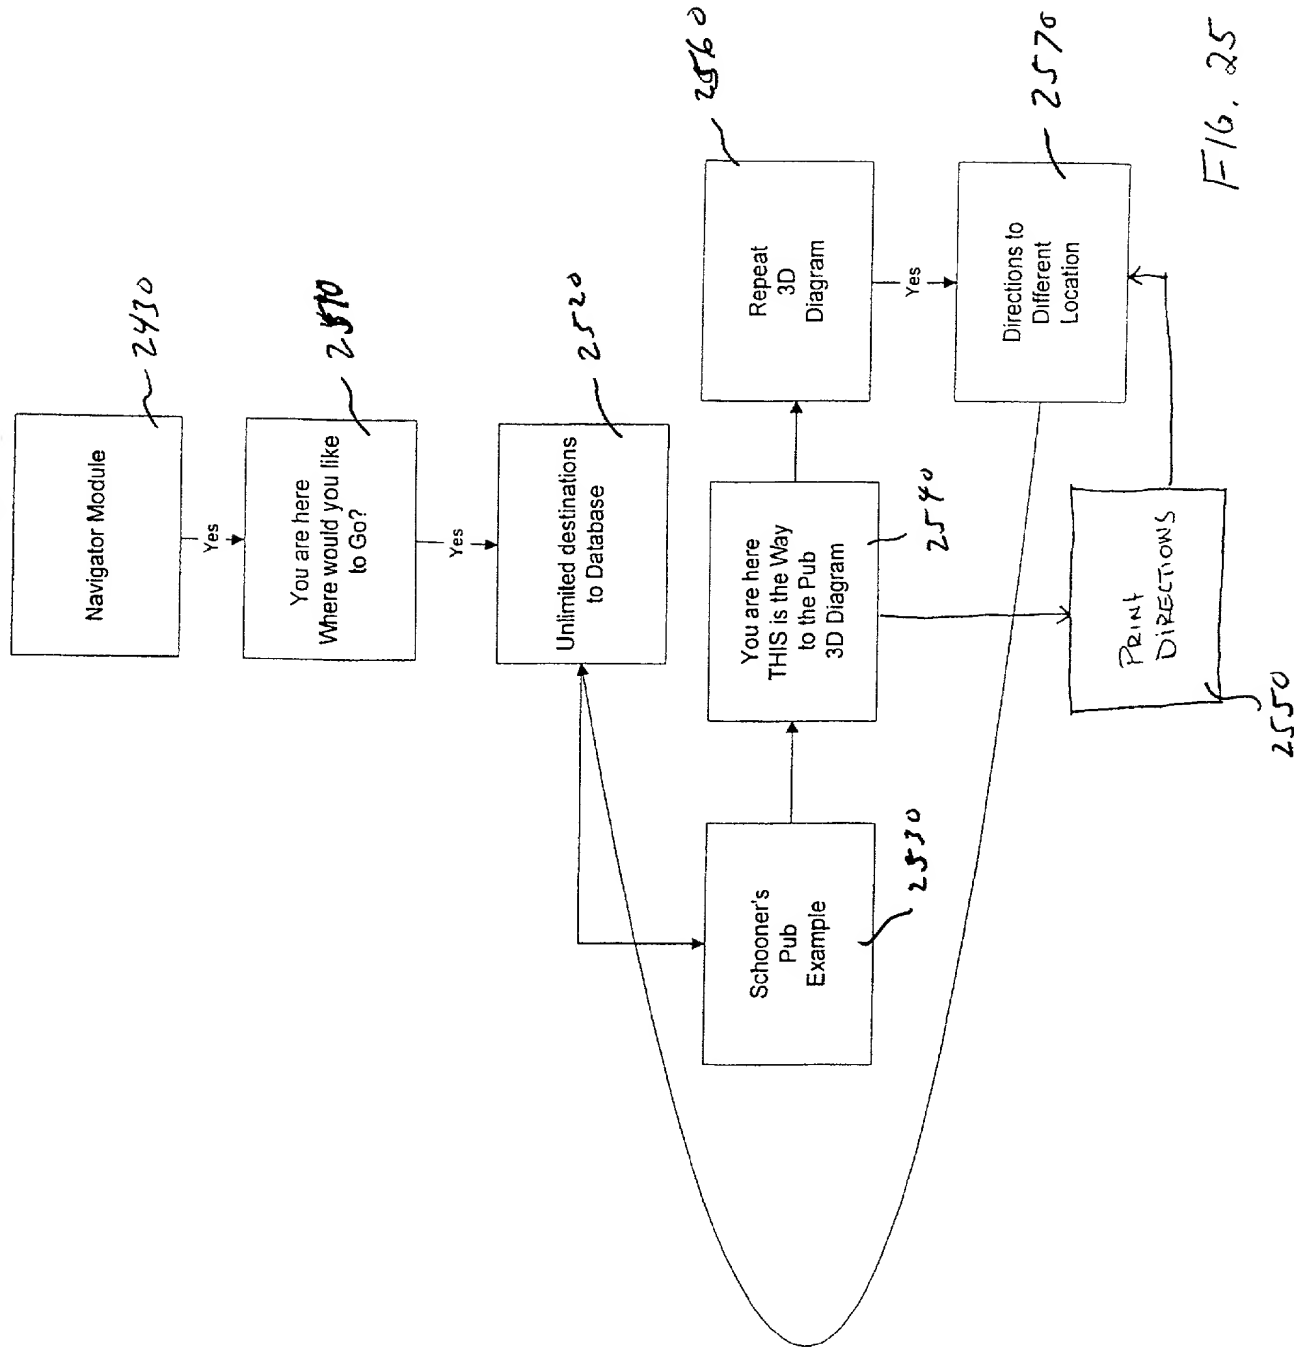 Navigator Module
2430
Yes
You are here
Where would you like
to Go?
2510
Yes
Unlimited destinations
to Database
2520
Schooner's
Pub
Example
2530
You are here
THIS is the Way
to the Pub
3D Diagram
2540
Repeat
3D
Diagram
2560
Yes
Directions to
Different
Location
2570
PRINT
DIRECTIONS
2550
FIG. 25